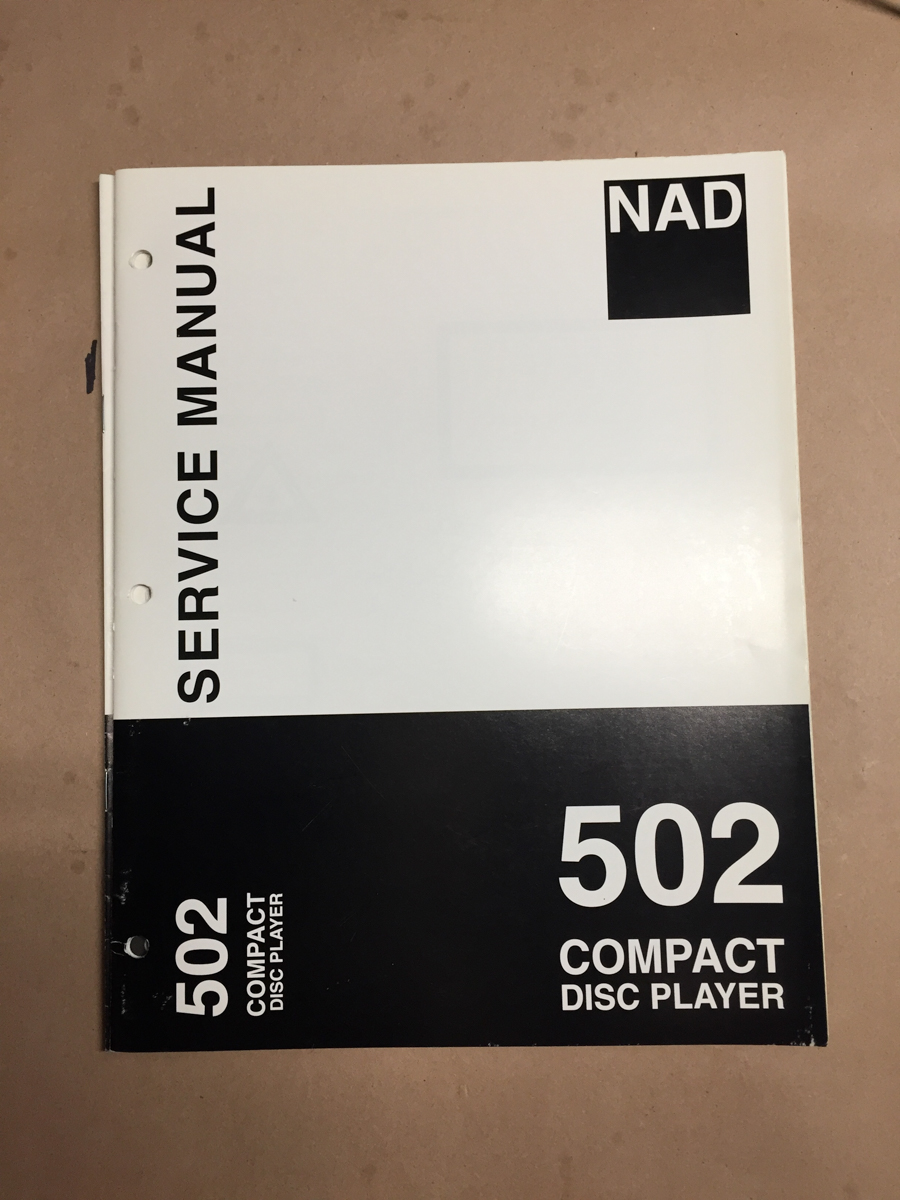 NAD
SERVICE MANUAL
502
COMPACT
DISC PLAYER
502
COMPACT
DISC PLAYER